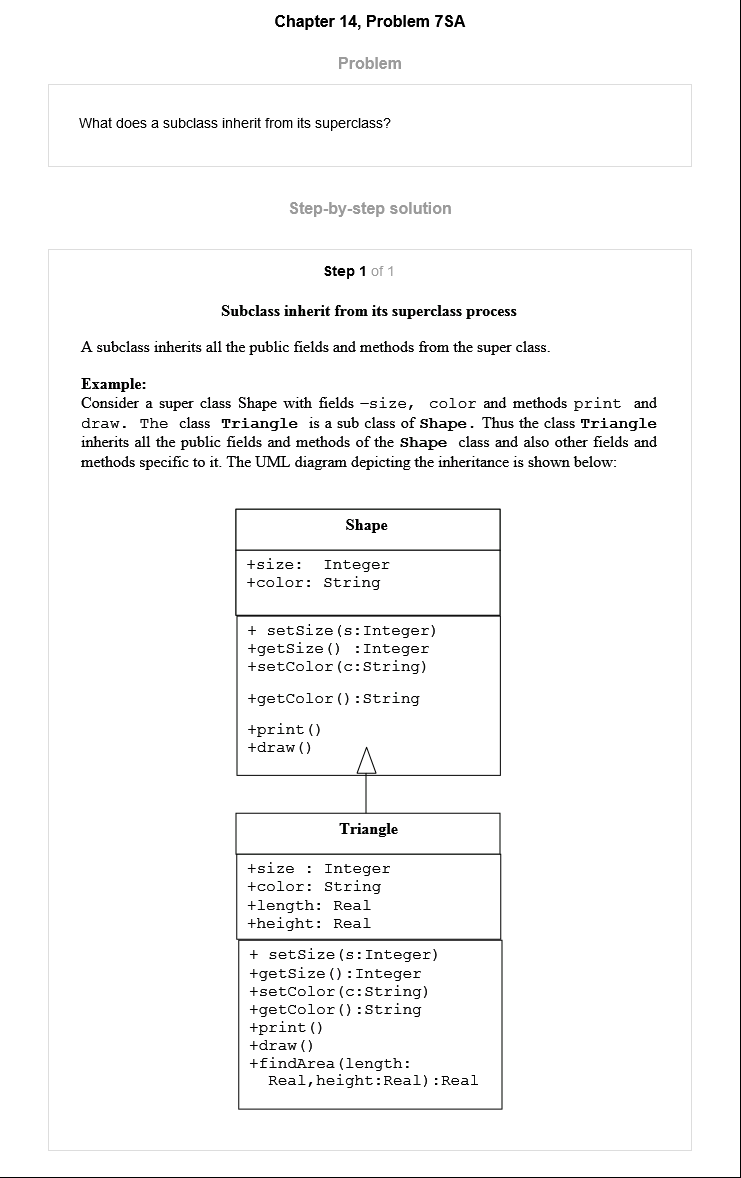 Chapter 14, Problem 7SA
Problem
What does a subclass inherit from its superclass?
Step-by-step solution
Step 1 of 1
Subclass inherit from its superclass process
A subclass inherits all the public fields and methods from the super class.
Example:
Consider a super class Shape with fields –size, color and methods print and
draw. The class Triangle is a sub class of Shape. Thus the class Triangle
inherits all the public fields and methods of the Shape class and also other fields and
methods specific to it. The UML diagram depicting the inheritance is shown below:
Shape
+size: Integer
+color: String
+ setSize(s:Integer)
+getSize() :Integer
+setColor(c:String)
+getColor():String
+print()
+draw()
Triangle
+size : Integer
+color: String
+length: Real
+height: Real
+ setSize(s:Integer)
+getSize():Integer
+setColor(c:String)
+getColor():String
+print()
+draw()
+findArea(length:
Real,height:Real):Real